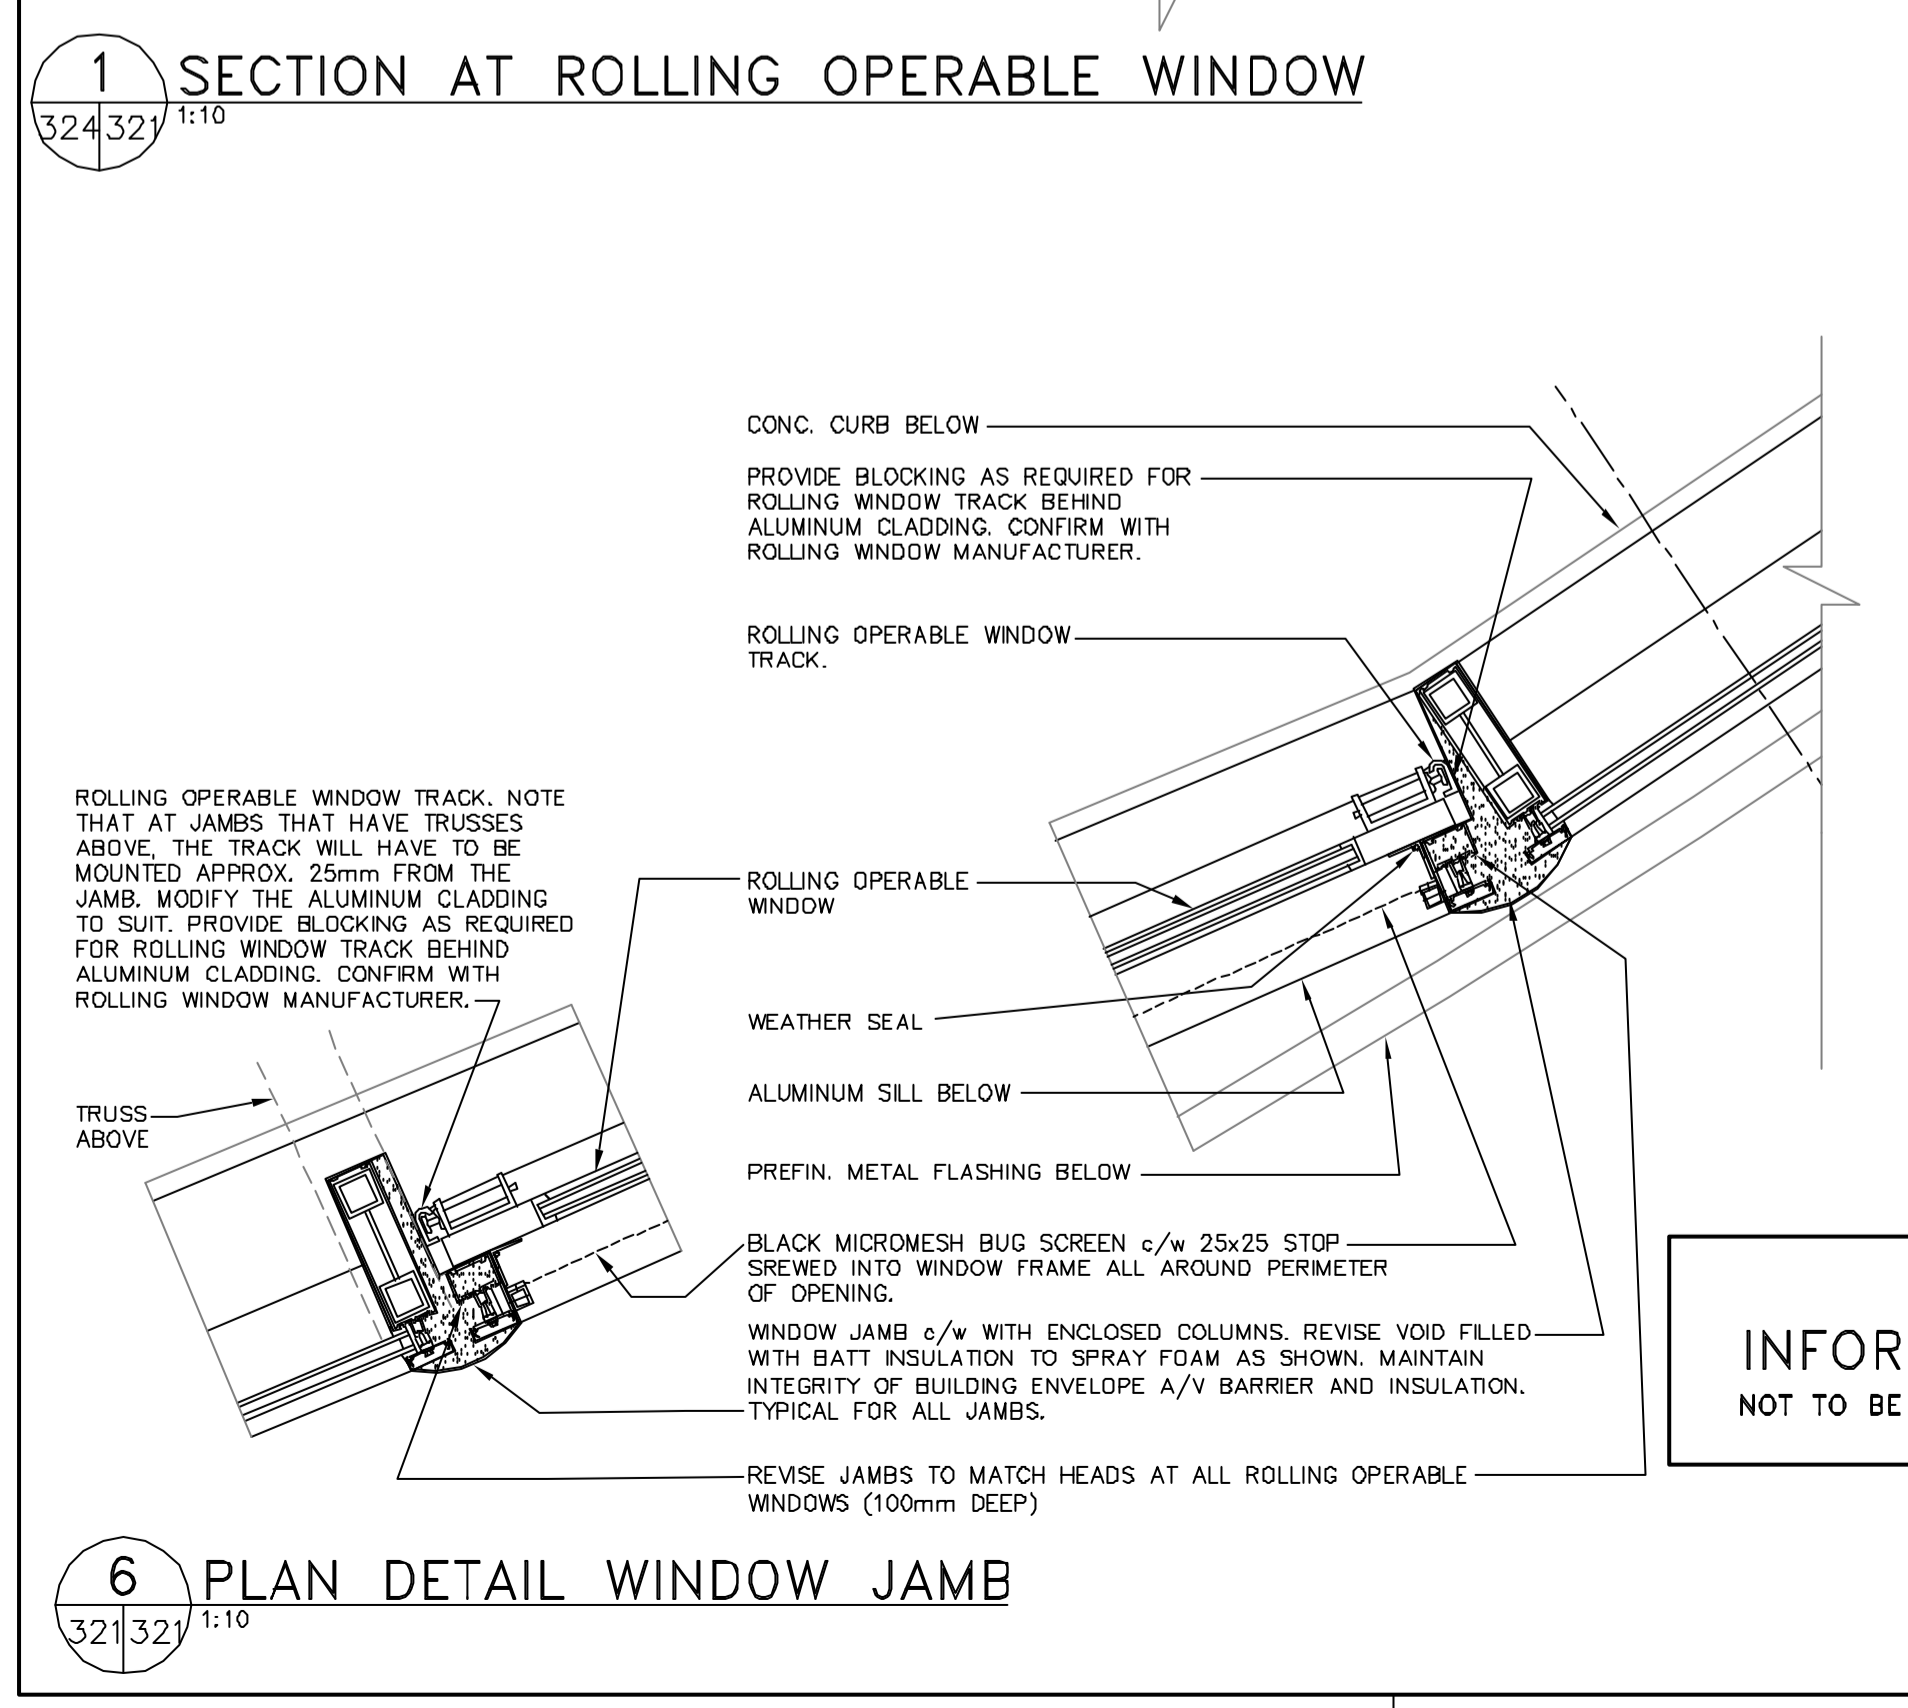 1
SECTION AT ROLLING OPERABLE WINDOW
324 321
1:10
CONC. CURB BELOW
PROVIDE BLOCKING AS REQUIRED FOR
ROLLING WINDOW TRACK BEHIND
ALUMINUM CLADDING. CONFIRM WITH
ROLLING WINDOW MANUFACTURER.
ROLLING OPERABLE WINDOW
TRACK.
ROLLING OPERABLE WINDOW TRACK. NOTE
THAT AT JAMBS THAT HAVE TRUSSES
ABOVE, THE TRACK WILL HAVE TO BE
MOUNTED APPROX. 25mm FROM THE
JAMB. MODIFY THE ALUMINUM CLADDING
TO SUIT. PROVIDE BLOCKING AS REQUIRED
FOR ROLLING WINDOW TRACK BEHIND
ALUMINUM CLADDING. CONFIRM WITH
ROLLING WINDOW MANUFACTURER.
ROLLING OPERABLE
WINDOW
WEATHER SEAL
ALUMINUM SILL BELOW
TRUSS
ABOVE
PREFIN. METAL FLASHING BELOW
BLACK MICROMESH BUG SCREEN c/w 25x25 STOP
SREWED INTO WINDOW FRAME ALL AROUND PERIMETER
OF OPENING.
WINDOW JAMB c/w WITH ENCLOSED COLUMNS. REVISE VOID FILLED
WITH BATT INSULATION TO SPRAY FOAM AS SHOWN. MAINTAIN
INTEGRITY OF BUILDING ENVELOPE A/V BARRIER AND INSULATION.
TYPICAL FOR ALL JAMBS.
REVISE JAMBS TO MATCH HEADS AT ALL ROLLING OPERABLE
WINDOWS (100mm DEEP)
INFOR
NOT TO BE
6
PLAN DETAIL WINDOW JAMB
321 321
1:10